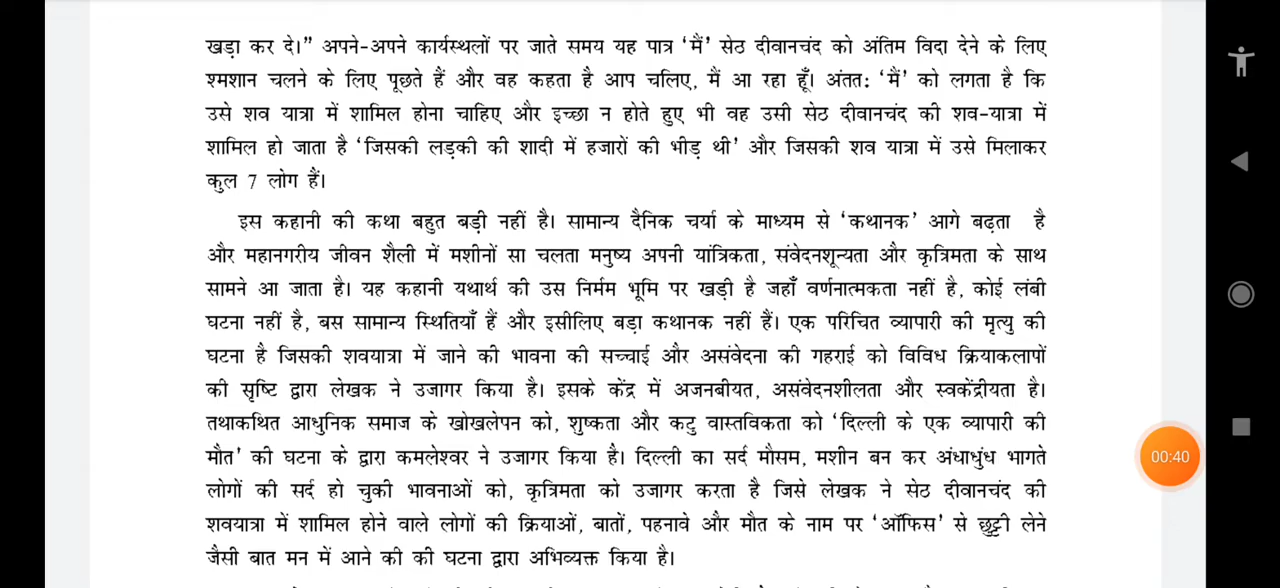 खड़ा कर दे।” अपने-अपने कार्यस्थलों पर जाते समय यह पात्र ‘मैं’ सेठ दीवानचंद को अंतिम विदा देने के लिए
श्मशान चलने के लिए पूछते हैं और वह कहता है आप चलिए, मैं आ रहा हूँ। अंतत: ‘मैं’ को लगता है कि
उसे शव यात्रा में शामिल होना चाहिए और इच्छा न होते हुए भी वह उसी सेठ दीवानचंद की शव-यात्रा में
शामिल हो जाता है ‘जिसकी लड़की की शादी में हजारों की भीड़ थी’ और जिसकी शव यात्रा में उसे मिलाकर
कुल 7 लोग हैं।
इस कहानी की कथा बहुत बड़ी नहीं है। सामान्य दैनिक चर्या के माध्यम से ‘कथानक’ आगे बढ़ता है
और महानगरीय जीवन शैली में मशीनों सा चलता मनुष्य अपनी यांत्रिकता, संवेदनशून्यता और कृत्रिमता के साथ
सामने आ जाता है। यह कहानी यथार्थ की उस निर्मम भूमि पर खड़ी है जहाँ वर्णनात्मकता नहीं है, कोई लंबी
घटना नहीं है, बस सामान्य स्थितियाँ हैं और इसीलिए बड़ा कथानक नहीं हैं। एक परिचित व्यापारी की मृत्यु की
घटना है जिसकी शवयात्रा में जाने की भावना की सच्चाई और असंवेदना की गहराई को विविध क्रियाकलापों
की सृष्टि द्वारा लेखक ने उजागर किया है। इसके केंद्र में अजनबीयत, असंवेदनशीलता और स्वकेंद्रीयता है।
तथाकथित आधुनिक समाज के खोखलेपन को, शुष्कता और कटु वास्तविकता को ‘दिल्ली के एक व्यापारी की
मौत’ की घटना के द्वारा कमलेश्वर ने उजागर किया है। दिल्ली का सर्द मौसम, मशीन बन कर अंधाधुंध भागते
लोगों की सर्द हो चुकी भावनाओं को, कृत्रिमता को उजागर करता है जिसे लेखक ने सेठ दीवानचंद की
शवयात्रा में शामिल होने वाले लोगों की क्रियाओं, बातों, पहनावे और मौत के नाम पर ‘ऑफिस’ से छुट्टी लेने
जैसी बात मन में आने की की घटना द्वारा अभिव्यक्त किया है।
00:40